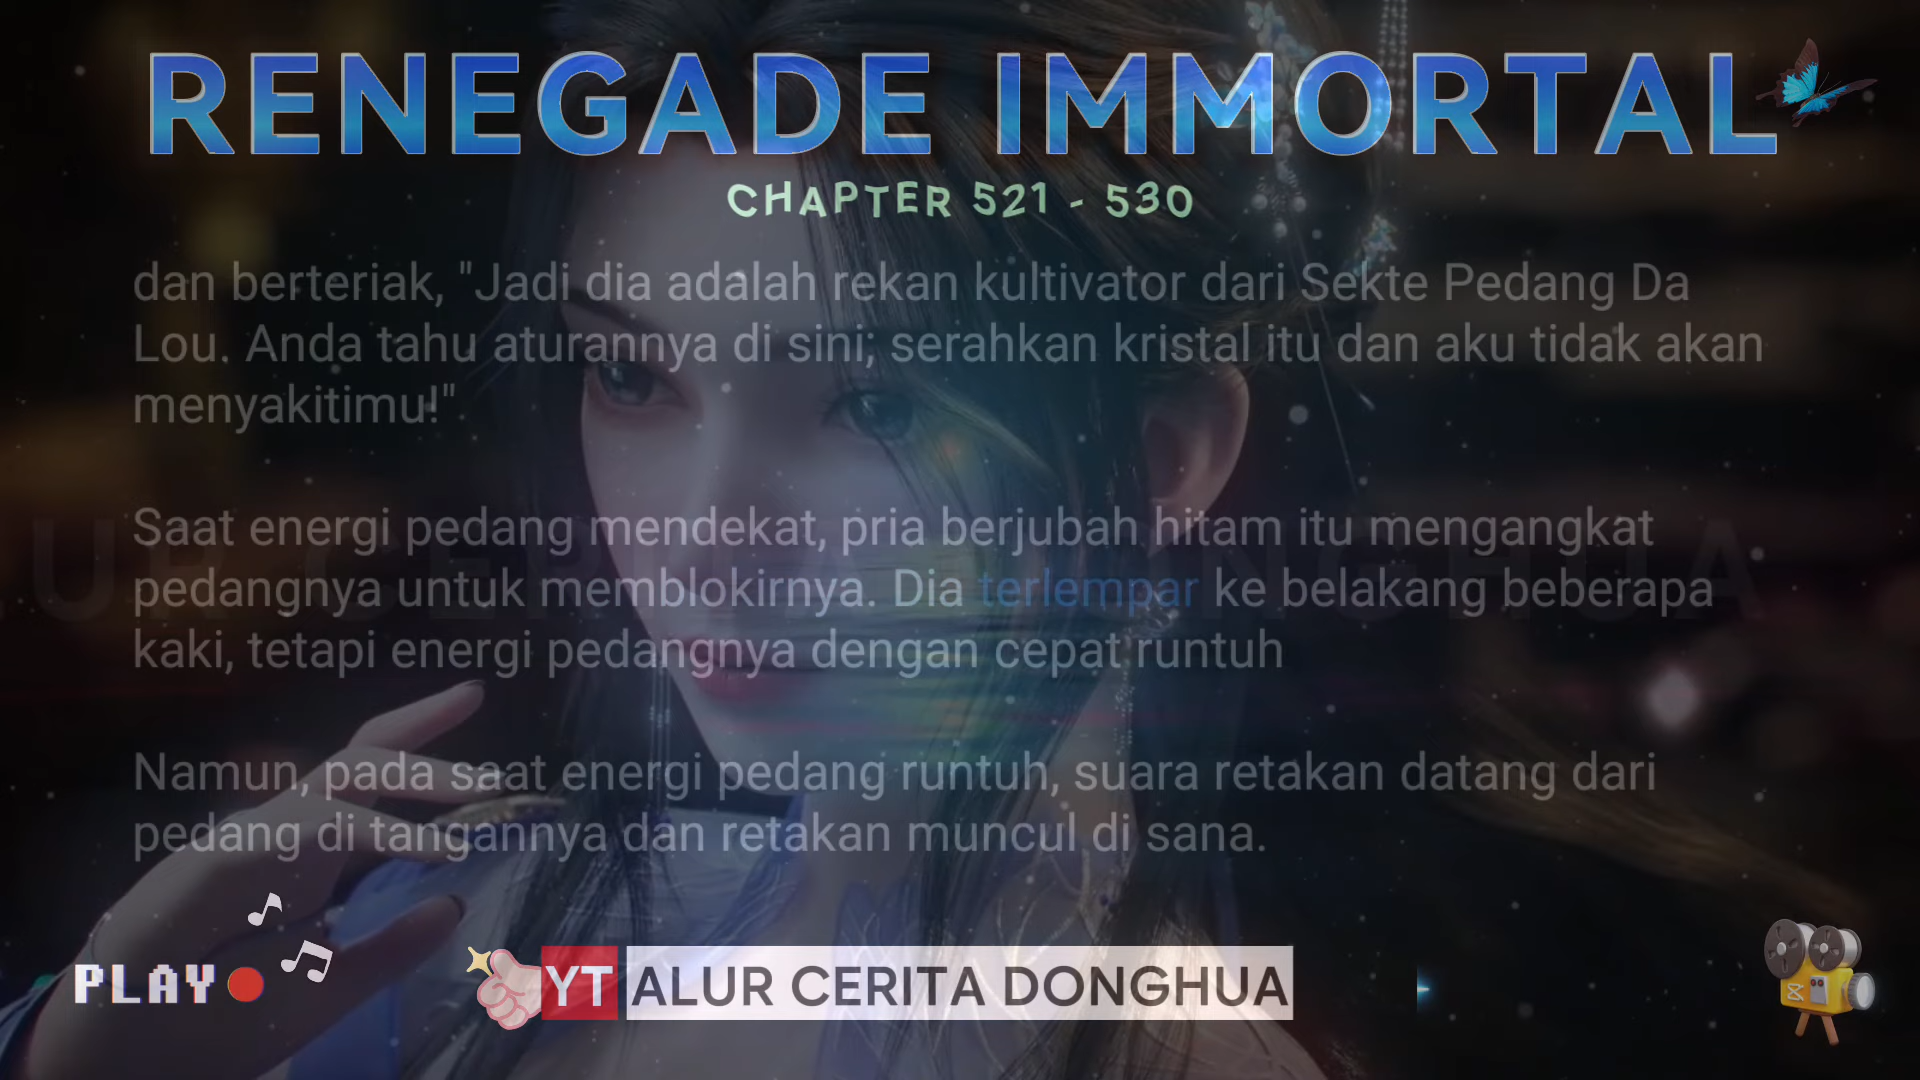 RENEGADE IMMORTAL
CHAPTER 521 - 530
dan berteriak, "Jadi dia adalah rekan kultivator dari Sekte Pedang Da
Lou. Anda tahu aturannya di sini; serahkan kristal itu dan aku tidak akan
menyakitimu!"
Saat energi pedang mendekat, pria berjubah hitam itu mengangkat
pedangnya untuk memblokirnya. Dia terlempar ke belakang beberapa
kaki, tetapi energi pedangnya dengan cepat runtuh
Namun, pada saat energi pedang runtuh, suara retakan datang dari
pedang di tangannya dan retakan muncul di sana.
PLAY
YT ALUR CERITA DONGHUA